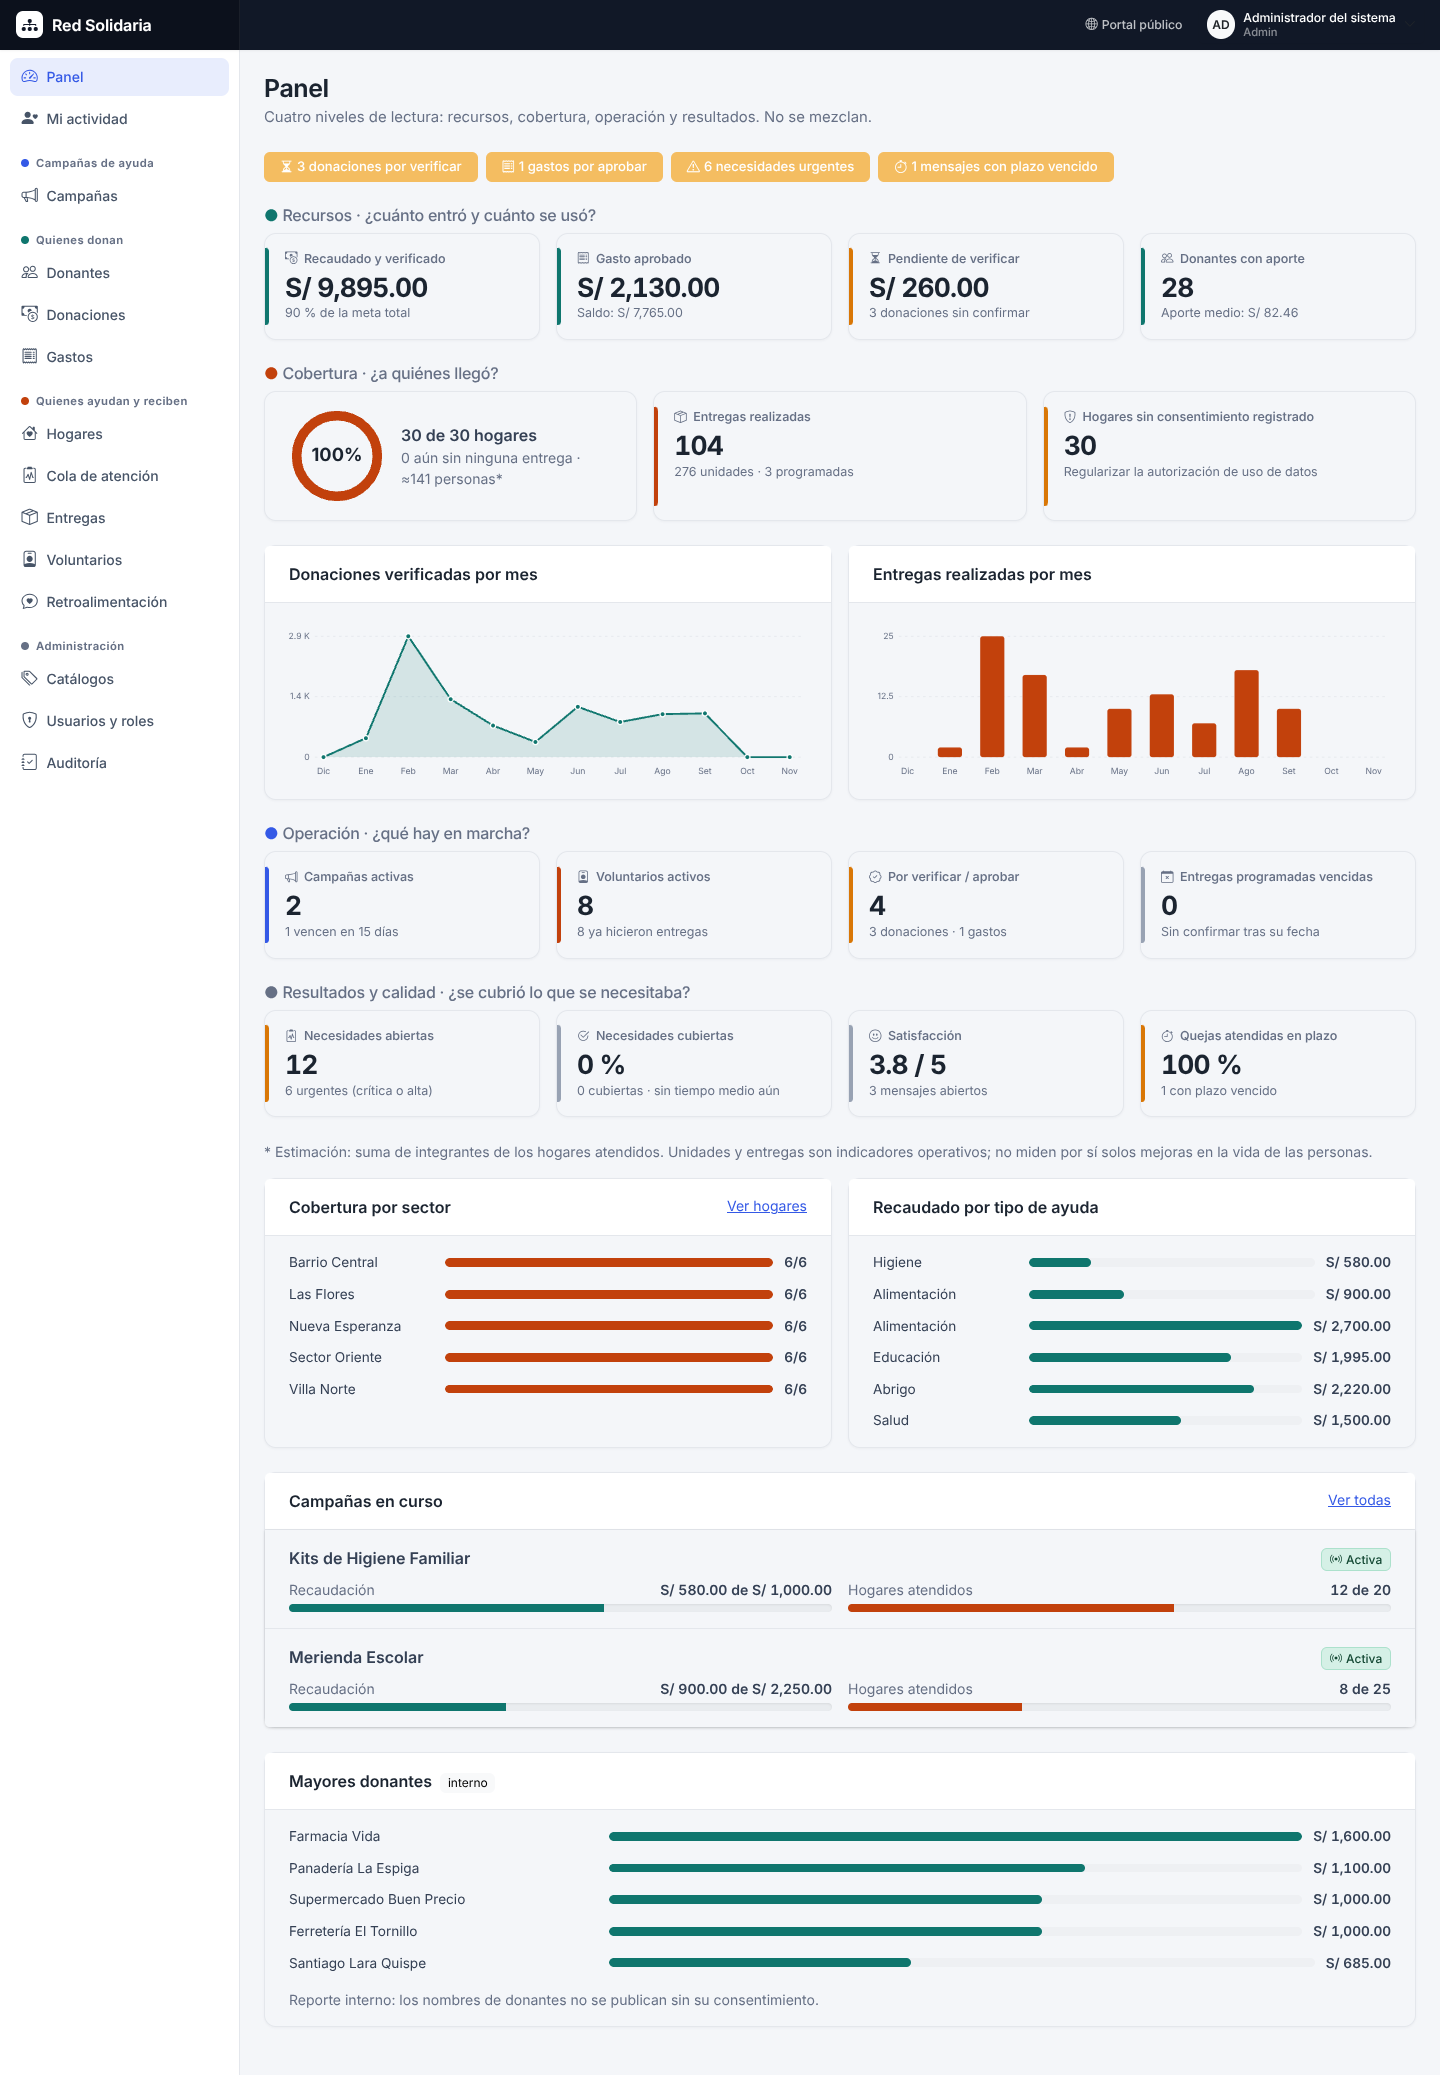 Red Solidaria
Portal público
AD
Administrador del sistema
Admin
Panel
Mi actividad
Campañas de ayuda
Campañas
Quienes donan
Donantes
Donaciones
Gastos
Quienes ayudan y reciben
Hogares
Cola de atención
Entregas
Voluntarios
Retroalimentación
Administración
Catálogos
Usuarios y roles
Auditoría
Panel
Cuatro niveles de lectura: recursos, cobertura, operación y resultados. No se mezclan.
3 donaciones por verificar
1 gastos por aprobar
6 necesidades urgentes
1 mensajes con plazo vencido
Recursos · ¿cuánto entró y cuánto se usó?
Recaudado y verificado
S/ 9,895.00
90 % de la meta total
Gasto aprobado
S/ 2,130.00
Saldo: S/ 7,765.00
Pendiente de verificar
S/ 260.00
3 donaciones sin confirmar
Donantes con aporte
28
Aporte medio: S/ 82.46
Cobertura · ¿a quiénes llegó?
100%
30 de 30 hogares
0 aún sin ninguna entrega ·
≈141 personas*
Entregas realizadas
104
276 unidades · 3 programadas
Hogares sin consentimiento registrado
30
Regularizar la autorización de uso de datos
Donaciones verificadas por mes
2.9 K
1.4 K
0
Dic Ene Feb Mar Abr May Jun Jul Ago Set Oct Nov
Entregas realizadas por mes
25
12.5
0
Dic Ene Feb Mar Abr May Jun Jul Ago Set Oct Nov
Operación · ¿qué hay en marcha?
Campañas activas
2
1 vencen en 15 días
Voluntarios activos
8
8 ya hicieron entregas
Por verificar / aprobar
4
3 donaciones · 1 gastos
Entregas programadas vencidas
0
Sin confirmar tras su fecha
Resultados y calidad · ¿se cubrió lo que se necesitaba?
Necesidades abiertas
12
6 urgentes (crítica o alta)
Necesidades cubiertas
0 %
0 cubiertas · sin tiempo medio aún
Satisfacción
3.8 / 5
3 mensajes abiertos
Quejas atendidas en plazo
100 %
1 con plazo vencido
* Estimación: suma de integrantes de los hogares atendidos. Unidades y entregas son indicadores operativos; no miden por sí solos mejoras en la vida de las personas.
Cobertura por sector
Ver hogares
Barrio Central 6/6
Las Flores 6/6
Nueva Esperanza 6/6
Sector Oriente 6/6
Villa Norte 6/6
Recaudado por tipo de ayuda
Higiene S/ 580.00
Alimentación S/ 900.00
Alimentación S/ 2,700.00
Educación S/ 1,995.00
Abrigo S/ 2,220.00
Salud S/ 1,500.00
Campañas en curso
Ver todas
Kits de Higiene Familiar
Activa
Recaudación S/ 580.00 de S/ 1,000.00
Hogares atendidos 12 de 20
Merienda Escolar
Activa
Recaudación S/ 900.00 de S/ 2,250.00
Hogares atendidos 8 de 25
Mayores donantes interno
Farmacia Vida S/ 1,600.00
Panadería La Espiga S/ 1,100.00
Supermercado Buen Precio S/ 1,000.00
Ferretería El Tornillo S/ 1,000.00
Santiago Lara Quispe S/ 685.00
Reporte interno: los nombres de donantes no se publican sin su consentimiento.